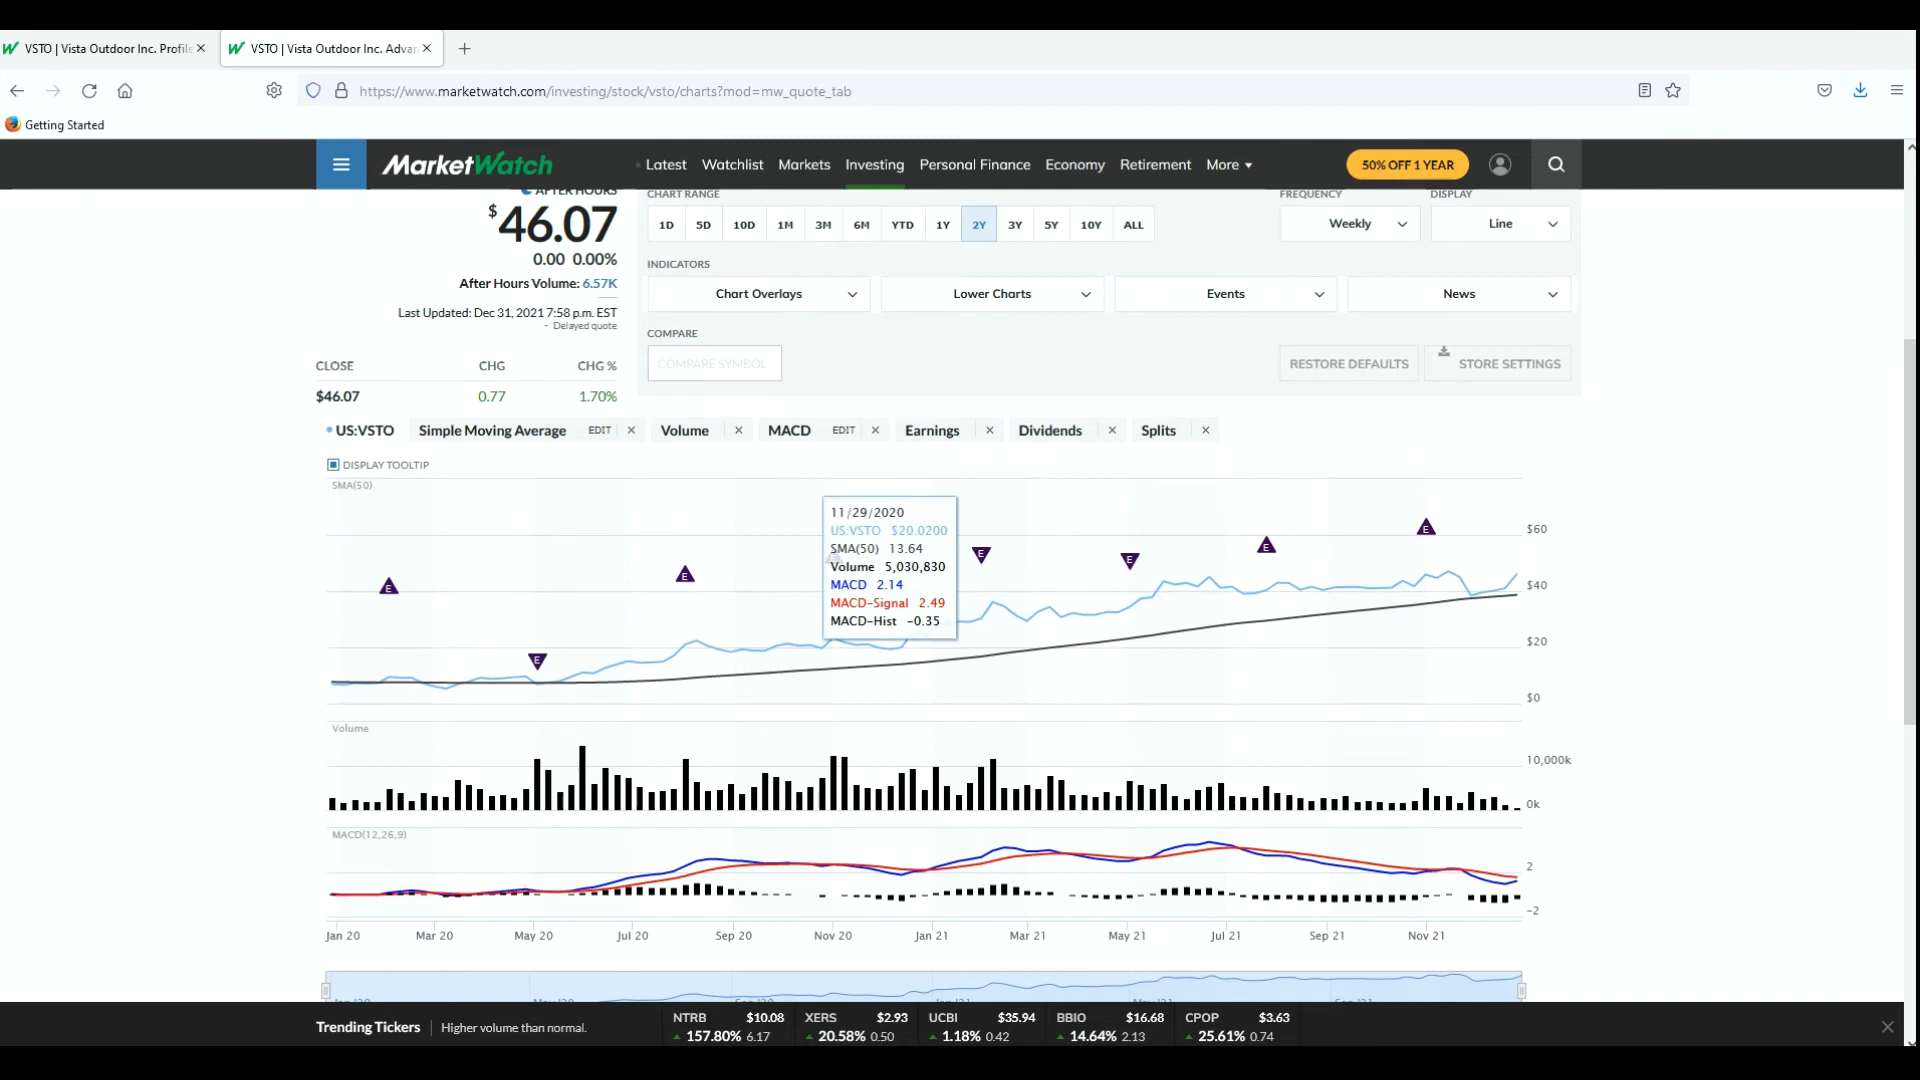 VSTO | Vista Outdoor Inc. Profile
VSTO | Vista Outdoor Inc. Advan
https://www.marketwatch.com/investing/stock/vsto/charts?mod=mw_quote_tab
Getting Started
MarketWatch
Latest Watchlist Markets Investing Personal Finance Economy Retirement More
50% OFF 1 YEAR
AFTER HOURS
$46.07
0.00 0.00%
After Hours Volume: 6.57K
Last Updated: Dec 31, 2021 7:58 p.m. EST
- Delayed quote
CLOSE CHG CHG %
$46.07 0.77 1.70%
CHART RANGE
1D 5D 10D 1M 3M 6M YTD 1Y 2Y 3Y 5Y 10Y ALL
FREQUENCY
Weekly
DISPLAY
Line
INDICATORS
Chart Overlays Lower Charts Events News
COMPARE
COMPARE SYMBOL
RESTORE DEFAULTS STORE SETTINGS
US:VSTO Simple Moving Average EDIT × Volume × MACD EDIT × Earnings × Dividends × Splits ×
DISPLAY TOOLTIP
SMA(50)
11/29/2020
US:VSTO $20.0200
SMA(50) 13.64
Volume 5,030,830
MACD 2.14
MACD-Signal 2.49
MACD-Hist -0.35
E E E E E E E
$60
$40
$20
$0
Volume
10,000k
0k
MACD(12,26,9)
2
-2
Jan 20 Mar 20 May 20 Jul 20 Sep 20 Nov 20 Jan 21 Mar 21 May 21 Jul 21 Sep 21 Nov 21
Trending Tickers | Higher volume than normal.
NTRB $10.08
157.80% 6.17
XERS $2.93
20.58% 0.50
UCBI $35.94
1.18% 0.42
BBIO $16.68
14.64% 2.13
CPOP $3.63
25.61% 0.74